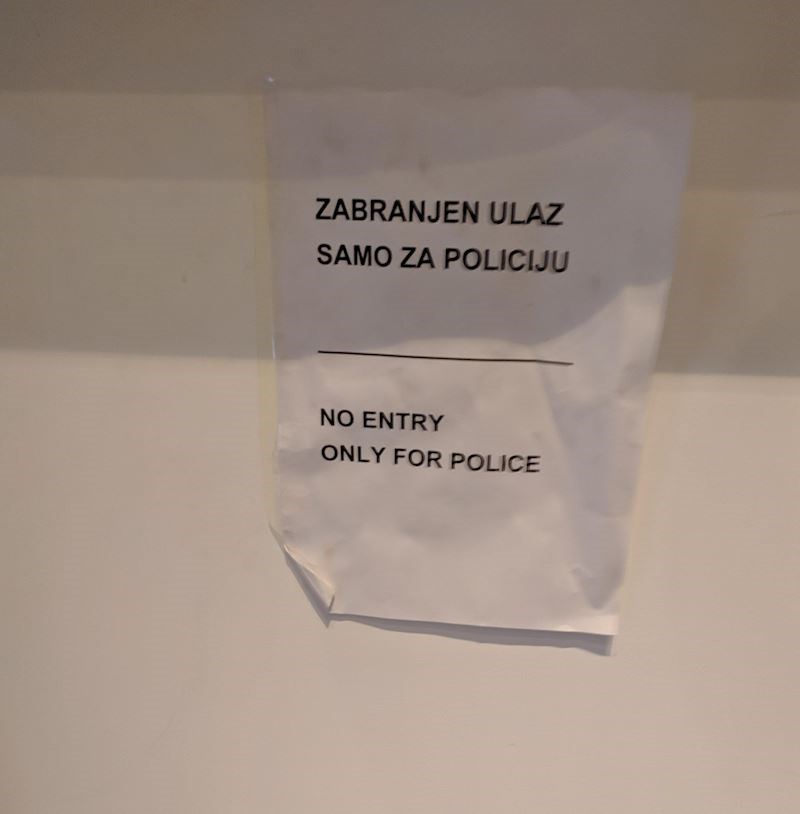 ZABRANJEN ULAZ
SAMO ZA POLICIJU
NO ENTRY
ONLY FOR POLICE